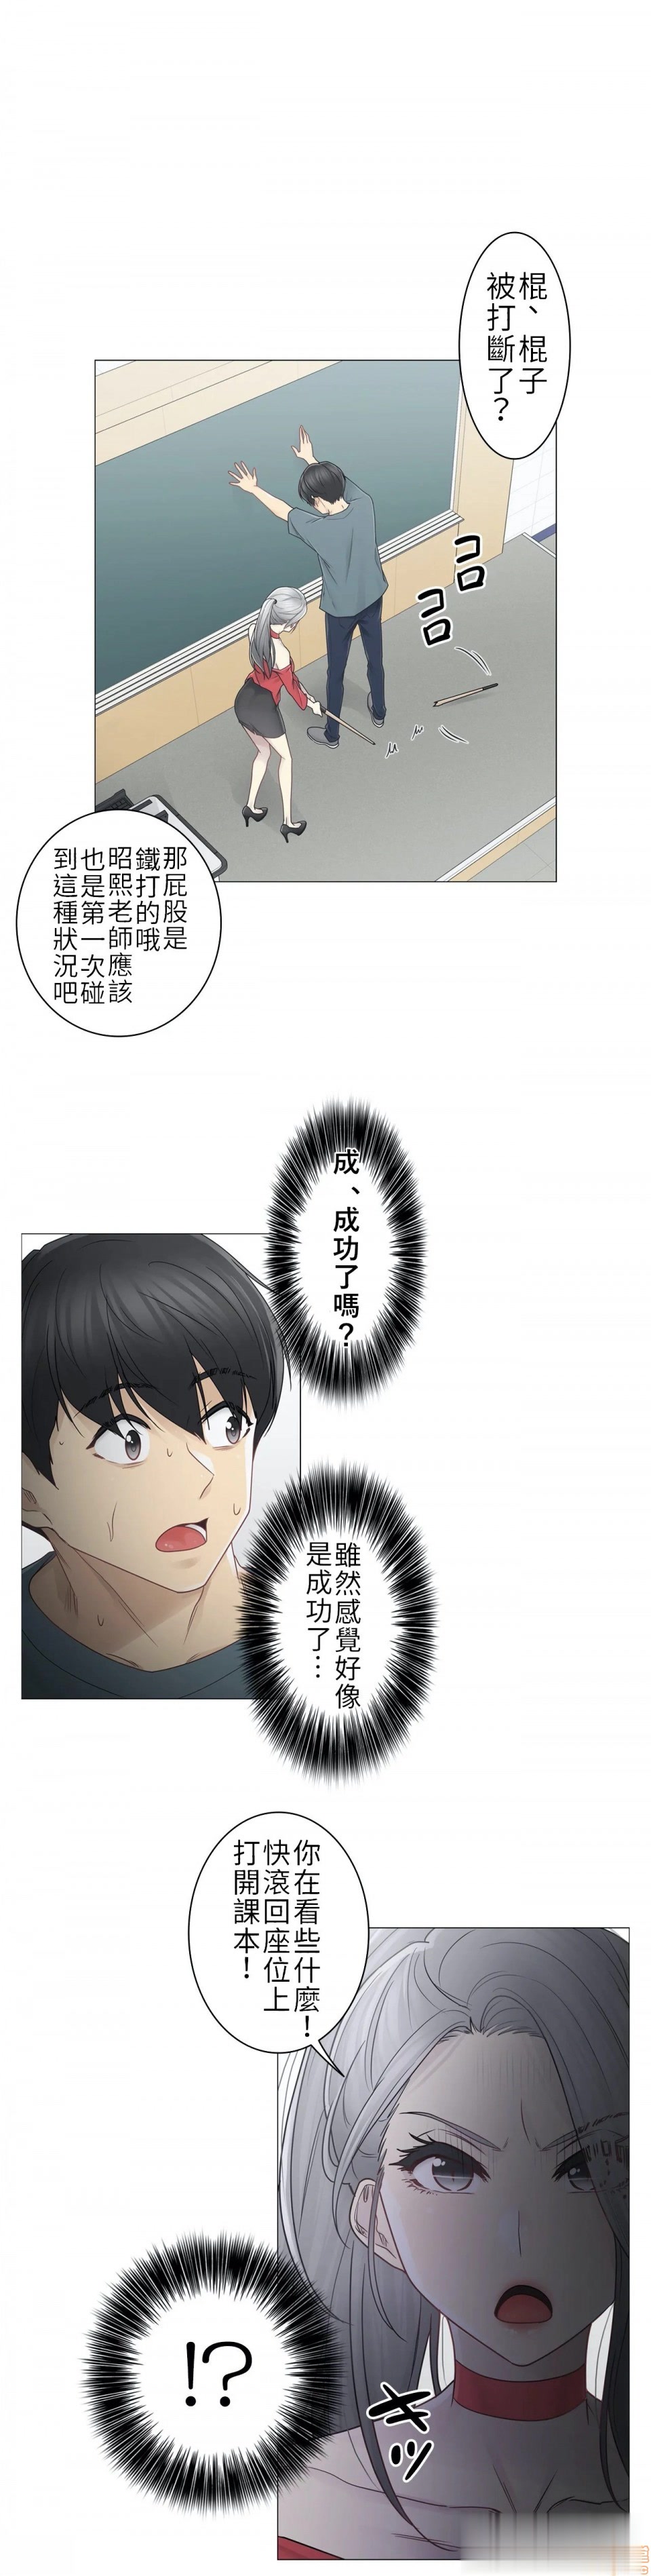 棍、棍子
被打斷了？
ㄕㄕ
那屁股是
鐵打的哦
昭熙老師應該
也是第一次碰
到這種狀況吧
成、成功了嗎？
雖然感覺好像
是成功了…
你在看些什麼！
快滾回座位上
打開課本！
!?